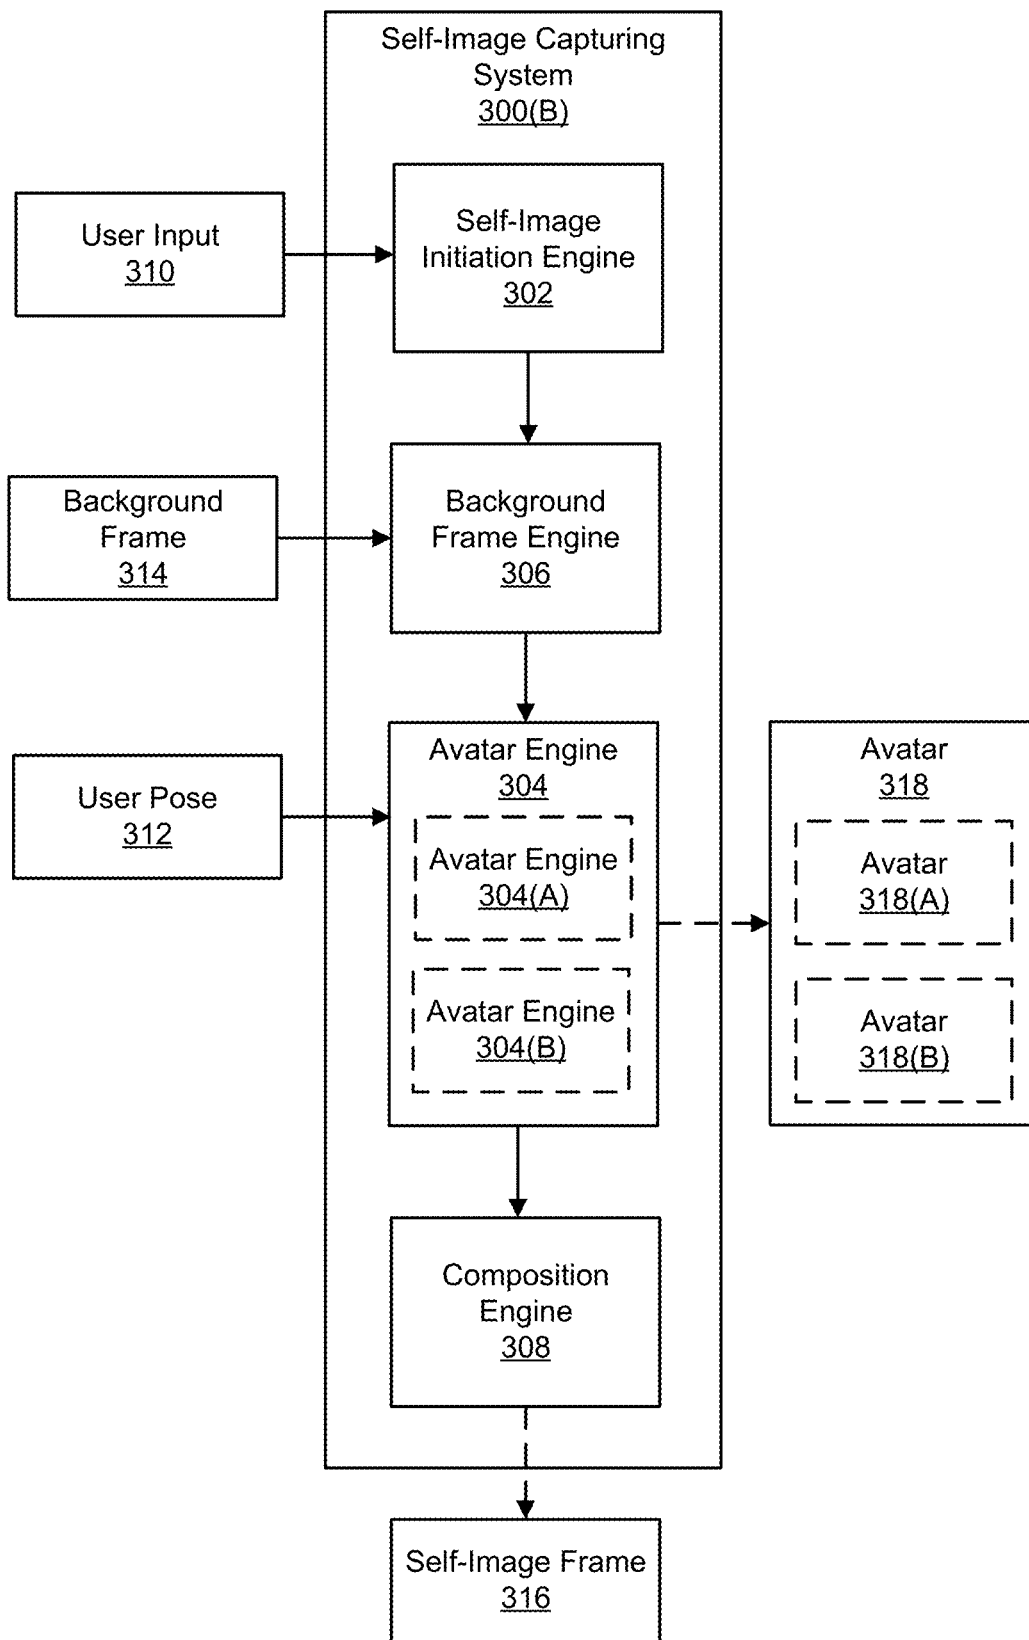 Self-Image Capturing
System
300(B)
User Input
310
Self-Image
Initiation Engine
302
Background
Frame
314
Background
Frame Engine
306
User Pose
312
Avatar Engine
304
Avatar Engine
304(A)
Avatar Engine
304(B)
Avatar
318
Avatar
318(A)
Avatar
318(B)
Composition
Engine
308
Self-Image Frame
316